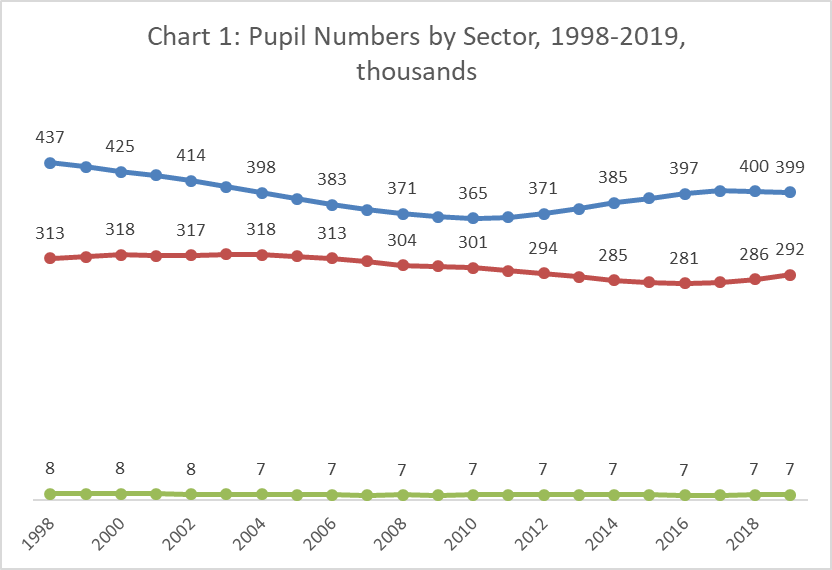 Chart 1: Pupil Numbers by Sector, 1998-2019,
thousands
437 425 414 398 383 371 365 371 385 397 400 399
313 318 317 318 313 304 301 294 285 281 286 292
8 8 8 7 7 7 7 7 7 7 7 7
1998 2000 2002 2004 2006 2008 2010 2012 2014 2016 2018